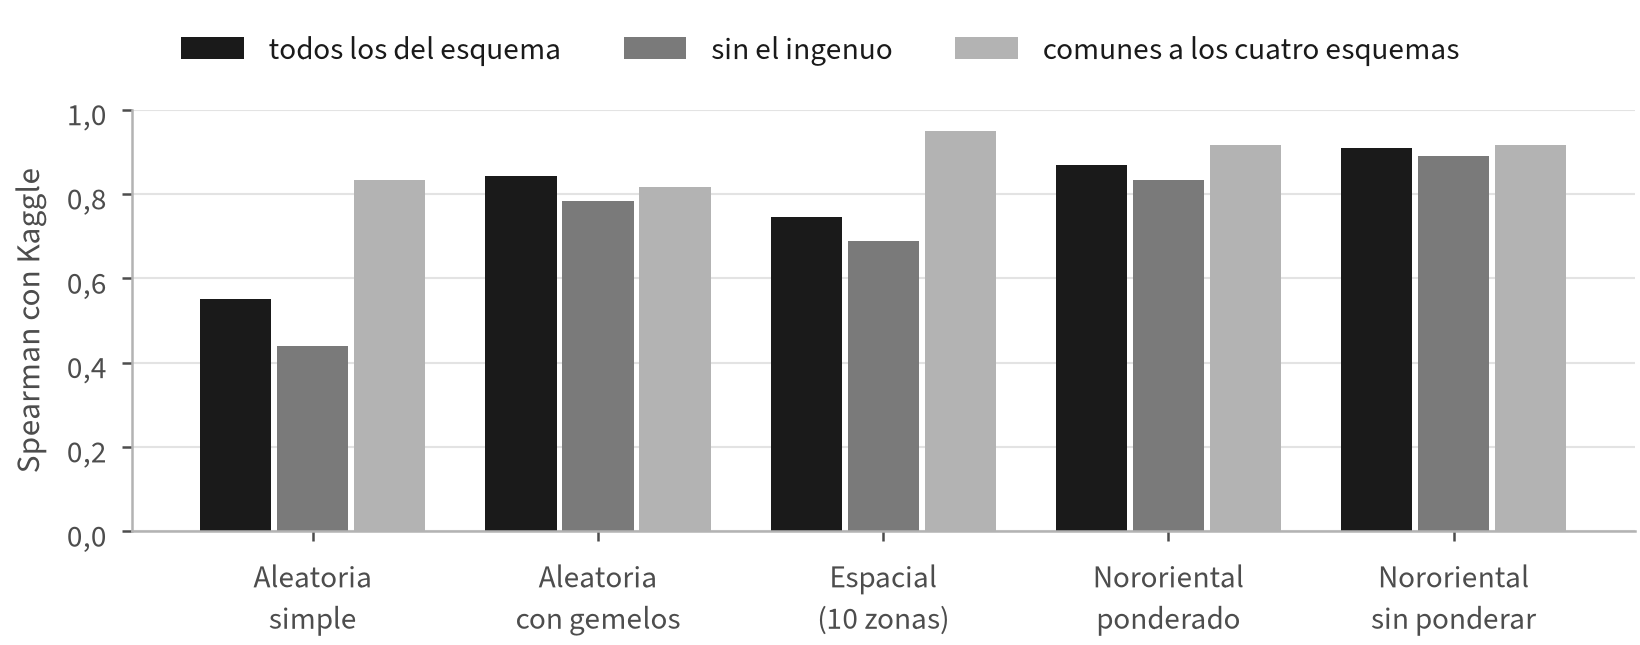 todos los del esquema sin el ingenuo comunes a los cuatro esquemas
Spearman con Kaggle
1,0
0,8
0,6
0,4
0,2
0,0
Aleatoria Aleatoria Espacial Nororiental Nororiental
simple con gemelos (10 zonas) ponderado sin ponderar